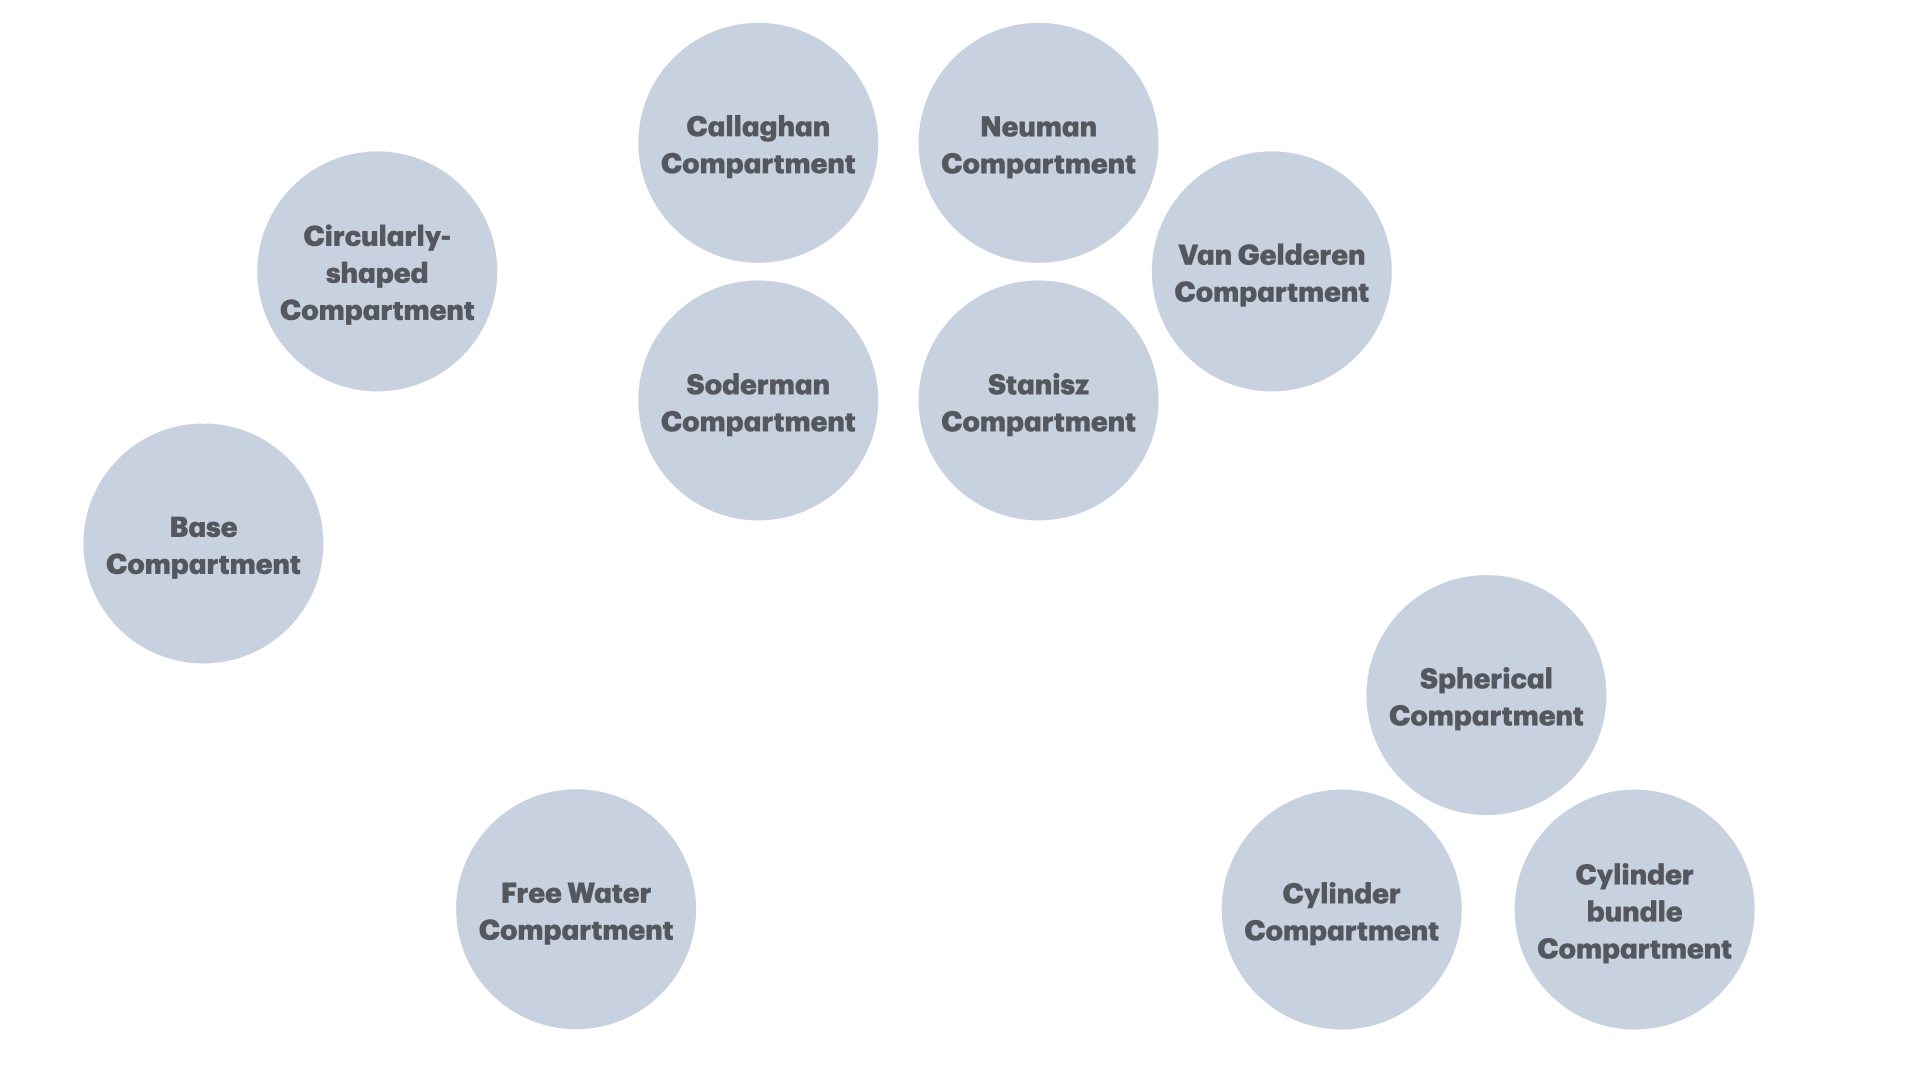 Callaghan
Compartment
Neuman
Compartment
Circularly-
shaped
Compartment
Van Gelderen
Compartment
Soderman
Compartment
Stanisz
Compartment
Base
Compartment
Spherical
Compartment
Free Water
Compartment
Cylinder
Compartment
Cylinder
bundle
Compartment